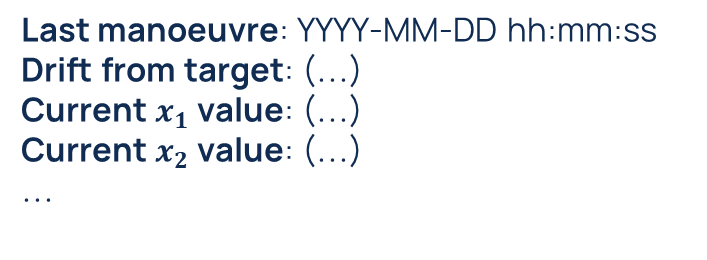 Last manoeuvre: YYYY-MM-DD hh:mm:ss
Drift from target: (...)
Current x₁ value: (...)
Current x₂ value: (...)
...